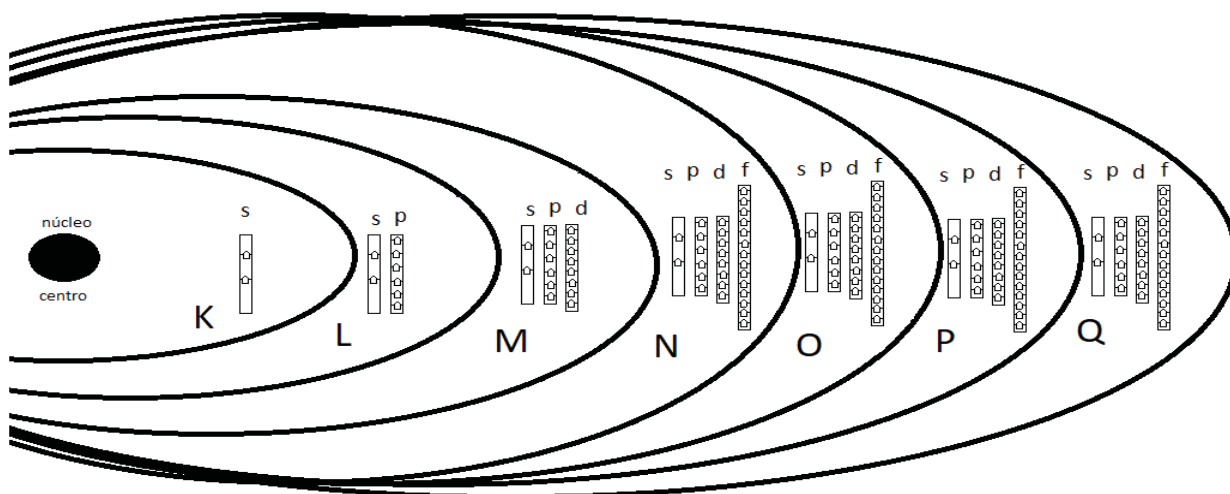 núcleo
centro
K
s
L
s p
M
s p d
N
s p d f
O
s p d f
P
s p d f
Q
s p d f